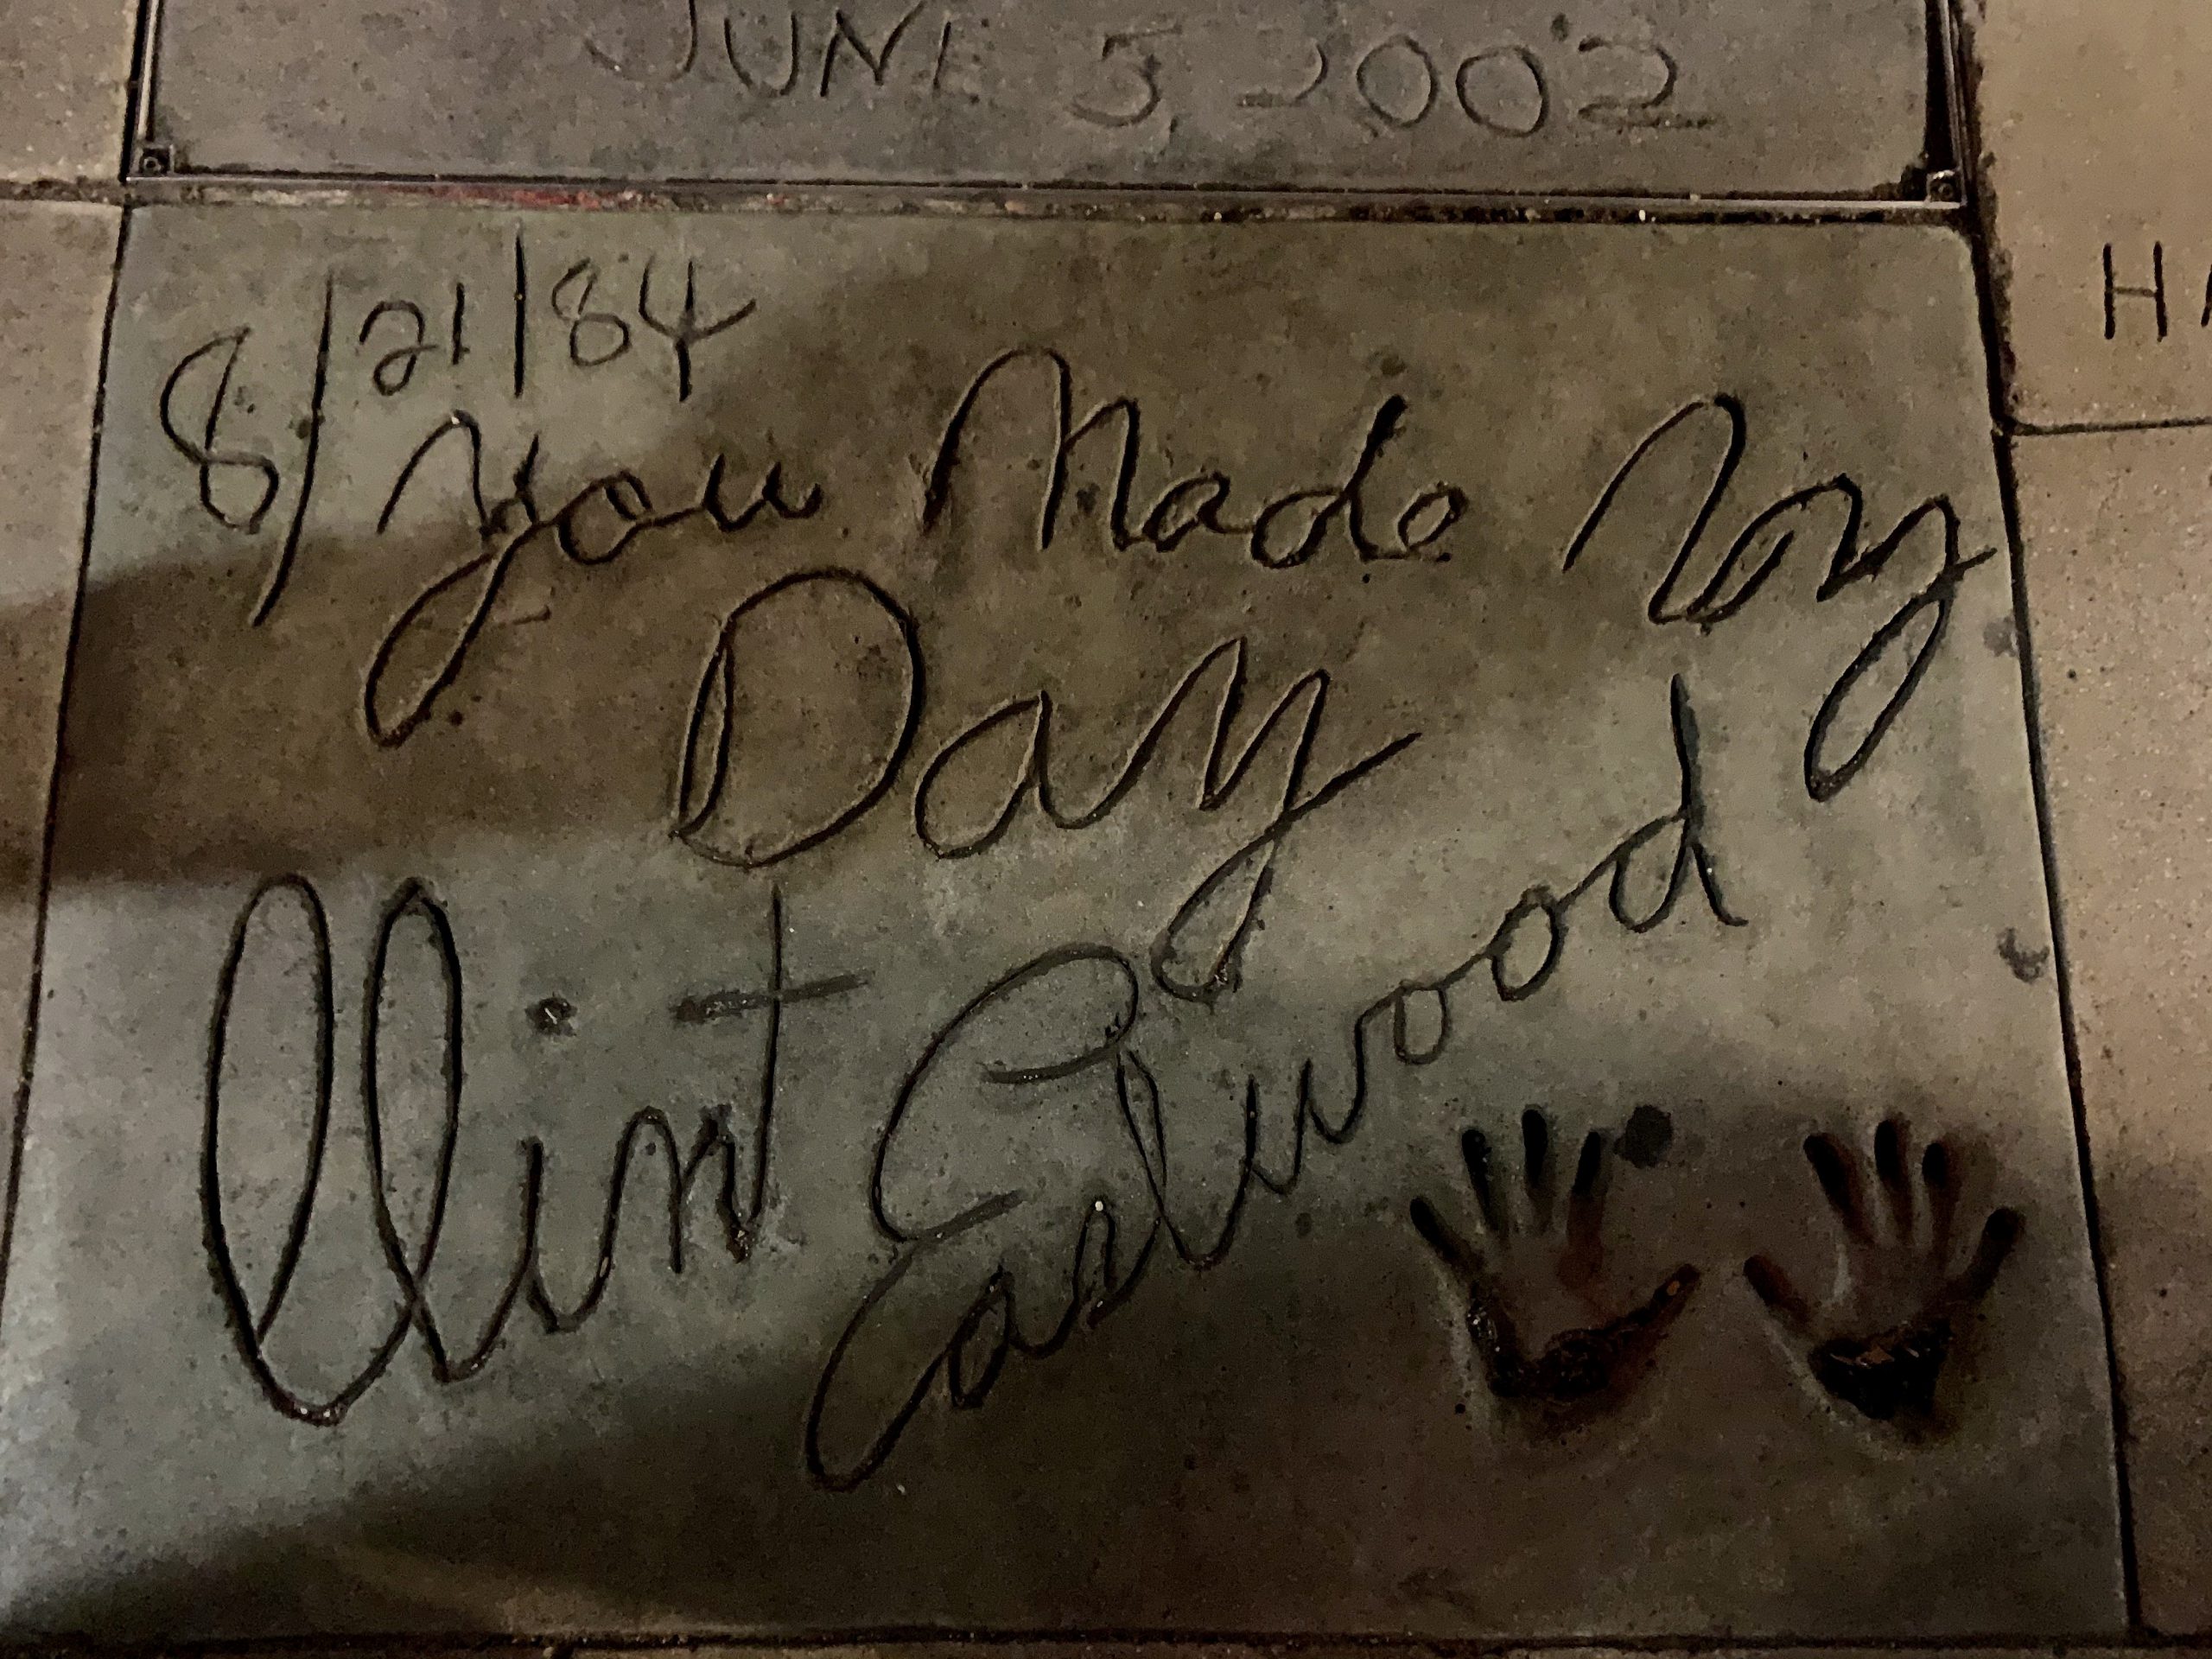 JUNE 5, 2002
8/21/84
You Made My
Day
Clint Eastwood